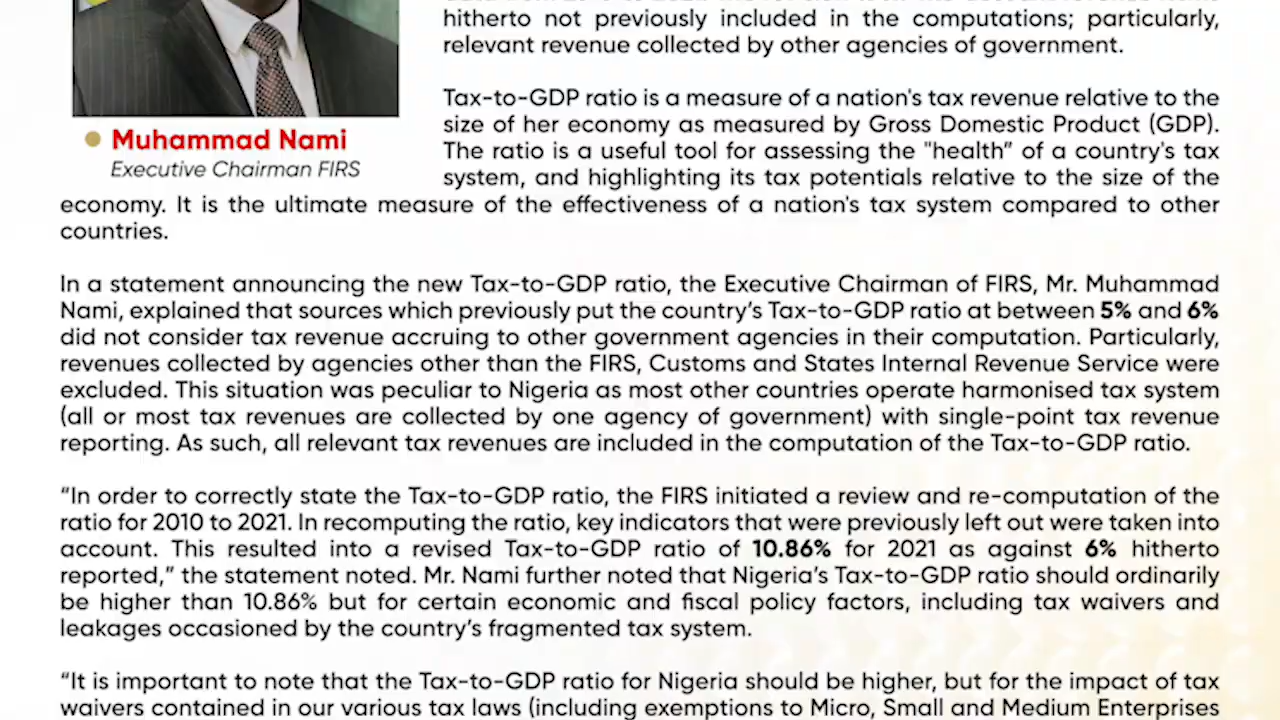 hitherto not previously included in the computations; particularly,
relevant revenue collected by other agencies of government.
Tax-to-GDP ratio is a measure of a nation's tax revenue relative to the
size of her economy as measured by Gross Domestic Product (GDP).
The ratio is a useful tool for assessing the "health” of a country's tax
system, and highlighting its tax potentials relative to the size of the
economy. It is the ultimate measure of the effectiveness of a nation's tax system compared to other
countries.
Muhammad Nami
Executive Chairman FIRS
In a statement announcing the new Tax-to-GDP ratio, the Executive Chairman of FIRS, Mr. Muhammad
Nami, explained that sources which previously put the country’s Tax-to-GDP ratio at between 5% and 6%
did not consider tax revenue accruing to other government agencies in their computation. Particularly,
revenues collected by agencies other than the FIRS, Customs and States Internal Revenue Service were
excluded. This situation was peculiar to Nigeria as most other countries operate harmonised tax system
(all or most tax revenues are collected by one agency of government) with single-point tax revenue
reporting. As such, all relevant tax revenues are included in the computation of the Tax-to-GDP ratio.
“In order to correctly state the Tax-to-GDP ratio, the FIRS initiated a review and re-computation of the
ratio for 2010 to 2021. In recomputing the ratio, key indicators that were previously left out were taken into
account. This resulted into a revised Tax-to-GDP ratio of 10.86% for 2021 as against 6% hitherto
reported,” the statement noted. Mr. Nami further noted that Nigeria’s Tax-to-GDP ratio should ordinarily
be higher than 10.86% but for certain economic and fiscal policy factors, including tax waivers and
leakages occasioned by the country’s fragmented tax system.
“It is important to note that the Tax-to-GDP ratio for Nigeria should be higher, but for the impact of tax
waivers contained in our various tax laws (including exemptions to Micro, Small and Medium Enterprises